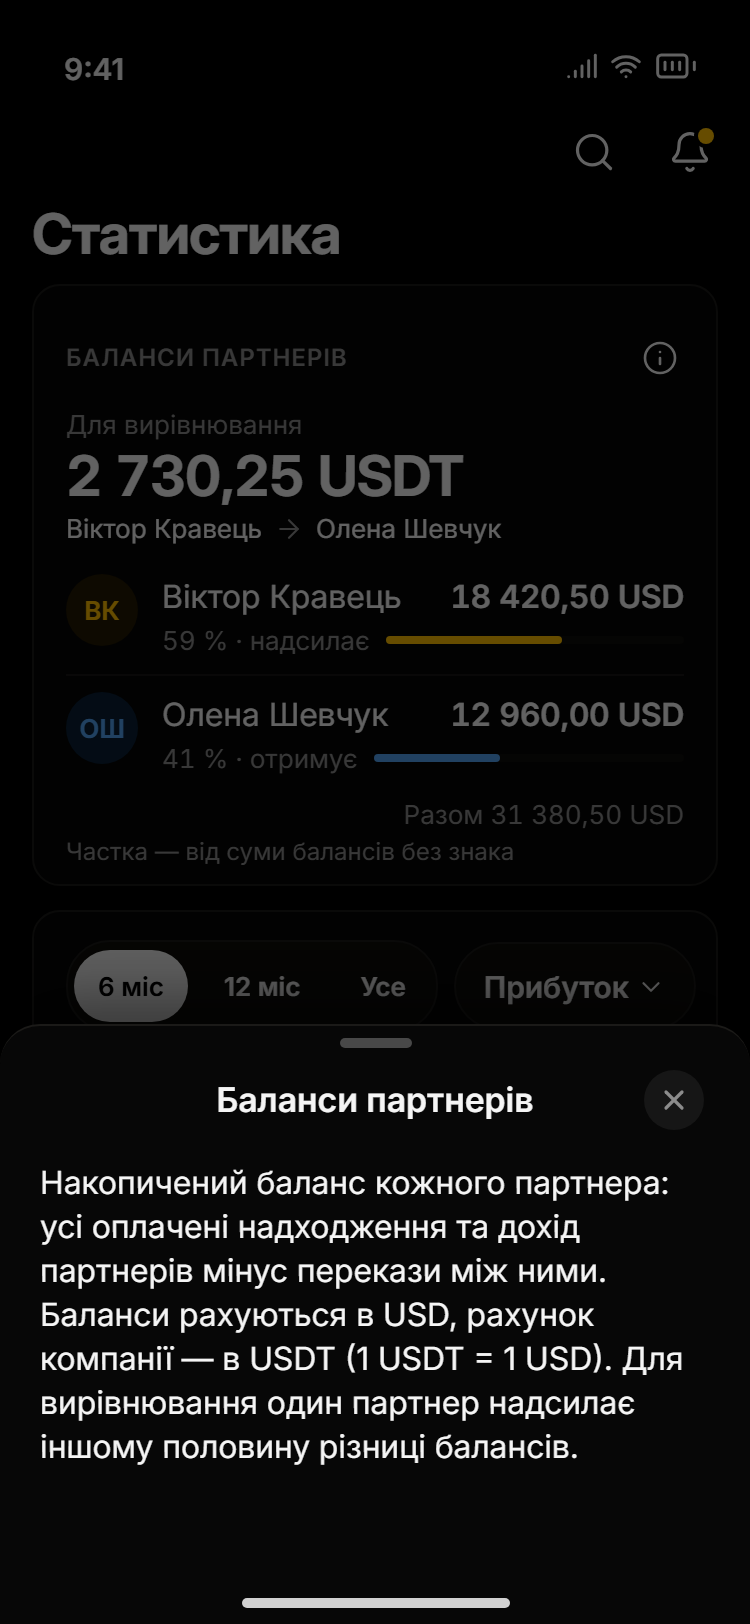 9:41
Статистика
БАЛАНСИ ПАРТНЕРІВ
Для вирівнювання
2 730,25 USDT
Віктор Кравець → Олена Шевчук
ВК
Віктор Кравець 18 420,50 USD
59 % · надсилає
ОШ
Олена Шевчук 12 960,00 USD
41 % · отримує
Разом 31 380,50 USD
Частка — від суми балансів без знака
6 міс 12 міс Усе Прибуток
Баланси партнерів
Накопичений баланс кожного партнера:
усі оплачені надходження та дохід
партнерів мінус перекази між ними.
Баланси рахуються в USD, рахунок
компанії — в USDT (1 USDT = 1 USD). Для
вирівнювання один партнер надсилає
іншому половину різниці балансів.